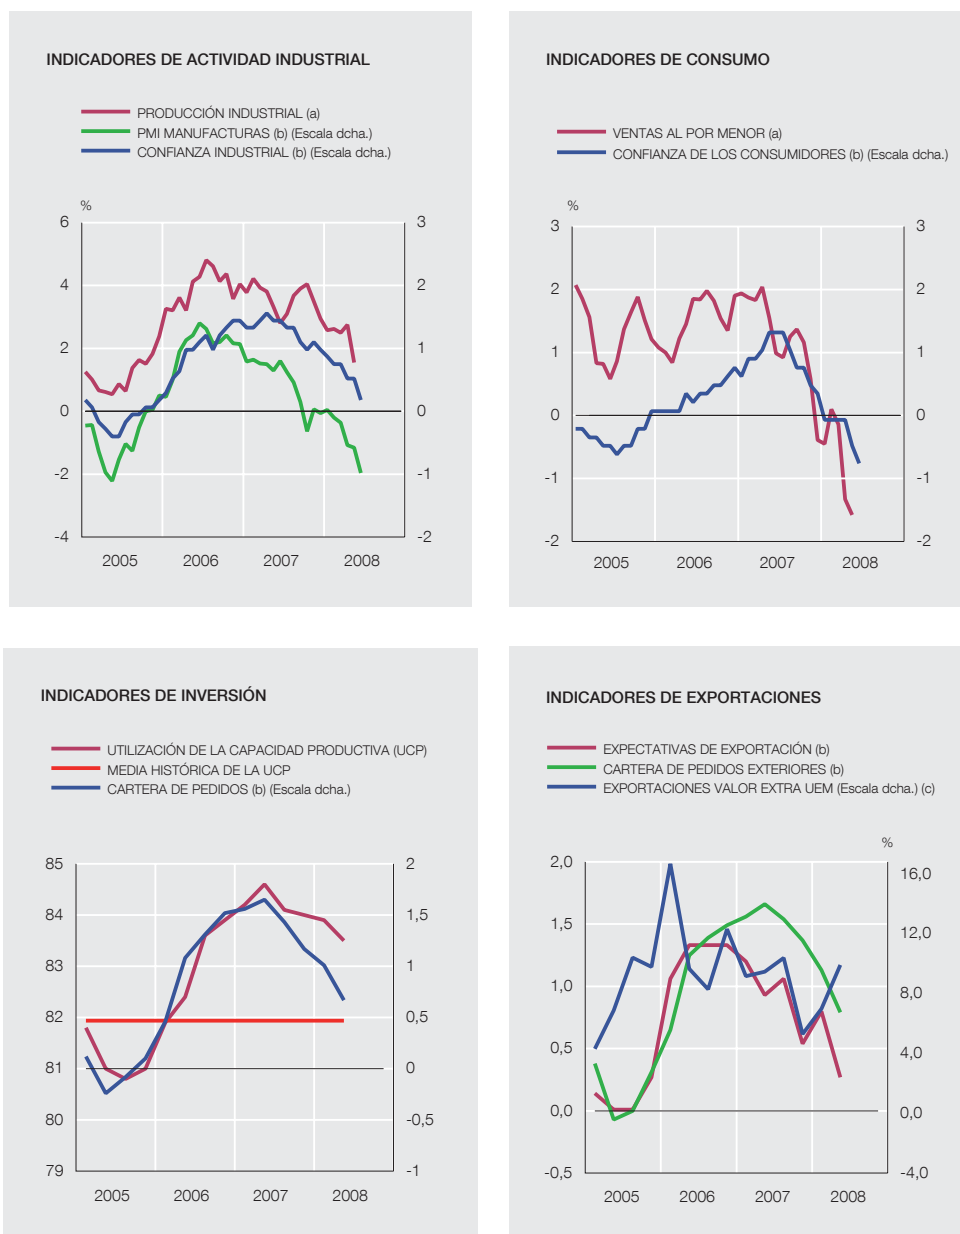 INDICADORES DE ACTIVIDAD INDUSTRIAL
PRODUCCIÓN INDUSTRIAL (a)
PMI MANUFACTURAS (b) (Escala dcha.)
CONFIANZA INDUSTRIAL (b) (Escala dcha.)
%
6 3
4 2
2 1
0 0
-2 -1
-4 -2
2005 2006 2007 2008
INDICADORES DE CONSUMO
VENTAS AL POR MENOR (a)
CONFIANZA DE LOS CONSUMIDORES (b) (Escala dcha.)
%
3 3
2 2
1 1
0 0
-1 -1
-2 -2
2005 2006 2007 2008
INDICADORES DE INVERSIÓN
UTILIZACIÓN DE LA CAPACIDAD PRODUCTIVA (UCP)
MEDIA HISTÓRICA DE LA UCP
CARTERA DE PEDIDOS (b) (Escala dcha.)
85 2
84 1,5
83 1
82 0,5
81 0
80 -0,5
79 -1
2005 2006 2007 2008
INDICADORES DE EXPORTACIONES
EXPECTATIVAS DE EXPORTACIÓN (b)
CARTERA DE PEDIDOS EXTERIORES (b)
EXPORTACIONES VALOR EXTRA UEM (Escala dcha.) (c)
%
2,0 16,0
1,5 12,0
1,0 8,0
0,5 4,0
0,0 0,0
-0,5 -4,0
2005 2006 2007 2008